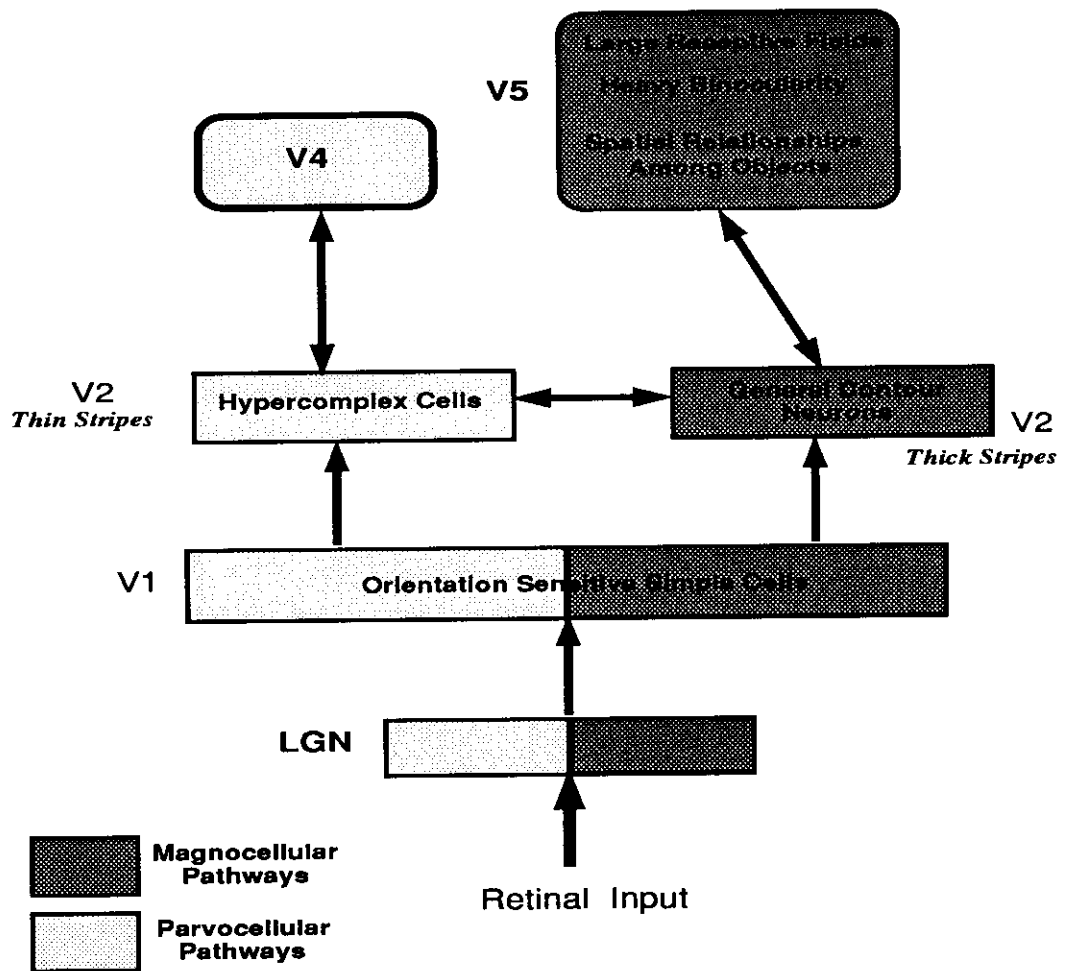 Large Receptive Fields
V5
Heavy Binocularity
V4
Spatial Relationships
Among Objects
V2
Thin Stripes
Hypercomplex Cells
General Contour
Neurons
V2
Thick Stripes
V1
Orientation Sensitive Simple Cells
LGN
Magnocellular
Pathways
Retinal Input
Parvocellular
Pathways